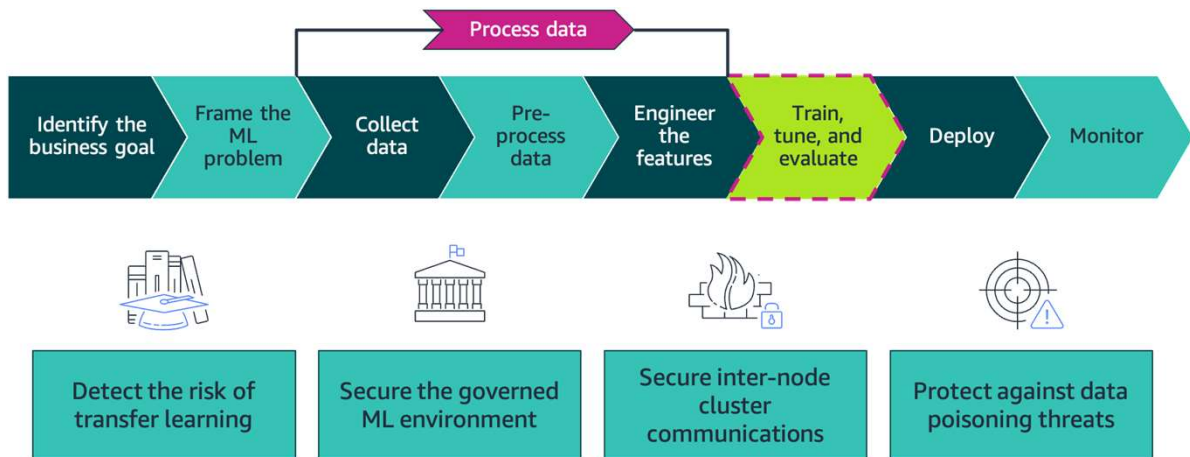 Process data
Identify the
business goal
Frame the
ML
problem
Collect
data
Pre-
process
data
Engineer
the
features
Train,
tune, and
evaluate
Deploy
Monitor
Detect the risk of
transfer learning
Secure the governed
ML environment
Secure inter-node
cluster
communications
Protect against data
poisoning threats